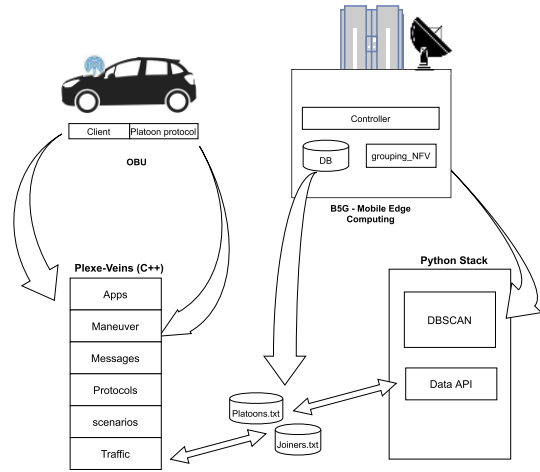 Client
Platoon protocol
OBU
Controller
DB
grouping_NFV
B5G - Mobile Edge
Computing
Plexe-Veins (C++)
Apps
Maneuver
Messages
Protocols
scenarios
Traffic
Python Stack
DBSCAN
Data API
Platoons.txt
Joiners.txt